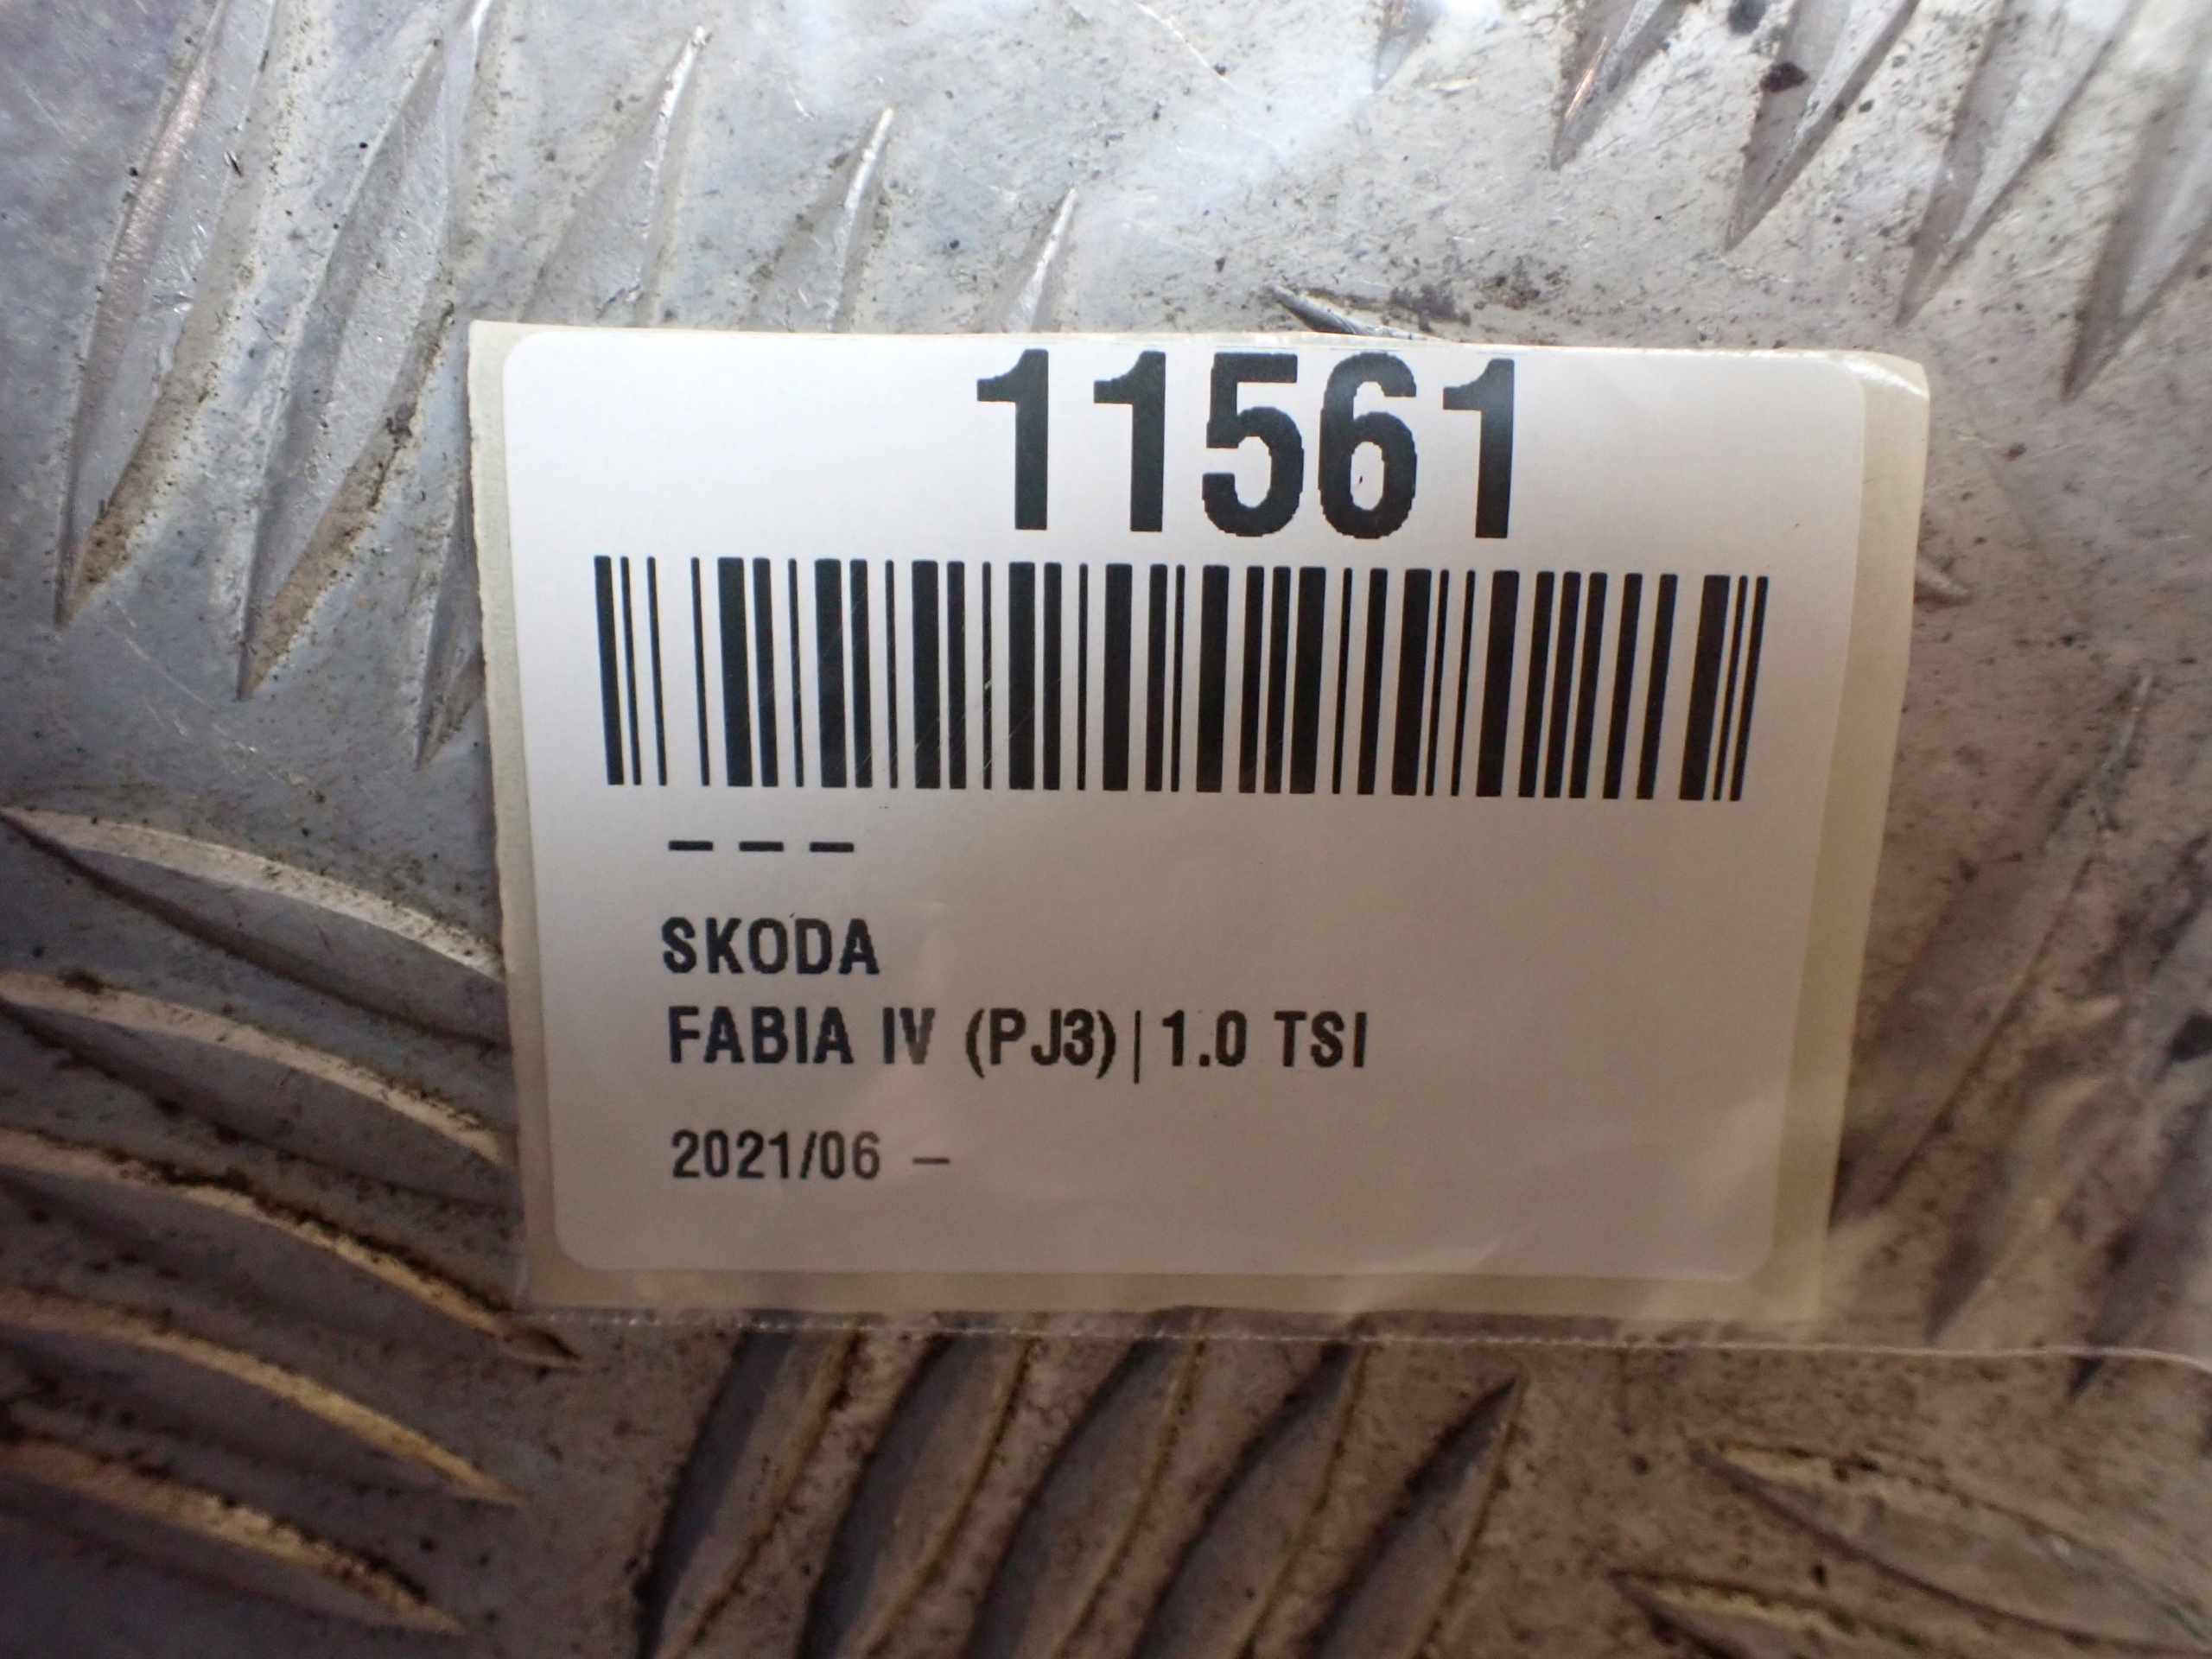 11561
– – –
SKODA
FABIA IV (PJ3)|1.0 TSI
2021/06 –